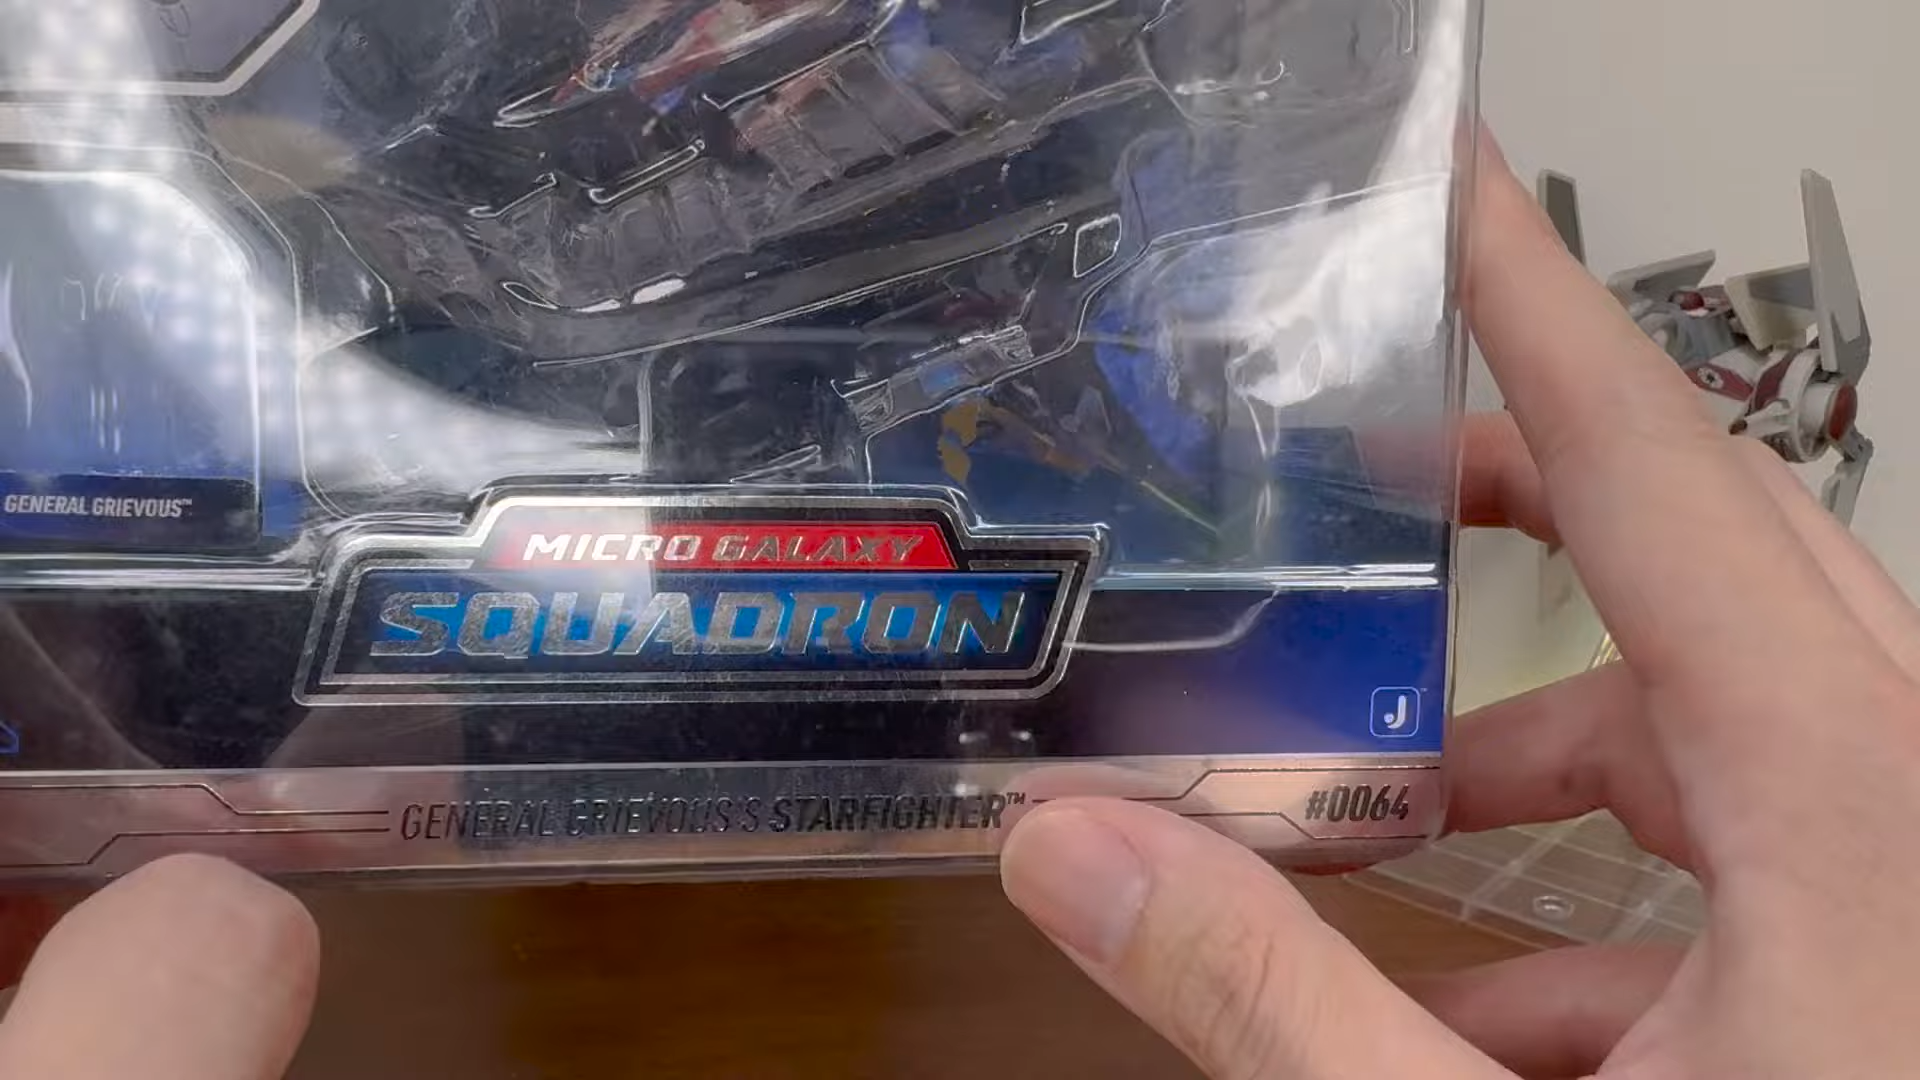 GENERAL GRIEVOUS™
MICRO GALAXY
SQUADRON
J
GENERAL GRIEVOUS'S STARFIGHTER™
#0064